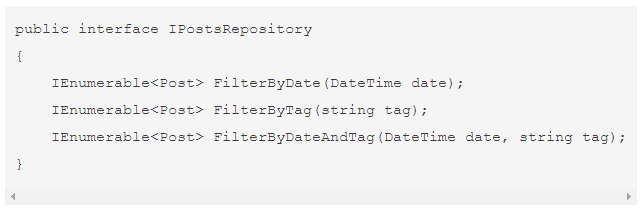 public interface IPostsRepository
{
    IEnumerable<Post> FilterByDate(DateTime date);
    IEnumerable<Post> FilterByTag(string tag);
    IEnumerable<Post> FilterByDateAndTag(DateTime date, string tag);
}